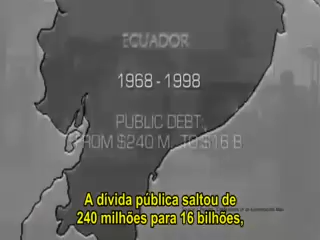 ECUADOR
1968 - 1998
PUBLIC DEBT:
FROM $240 M. TO $16 B
A dívida pública saltou de
240 milhões para 16 bilhões,